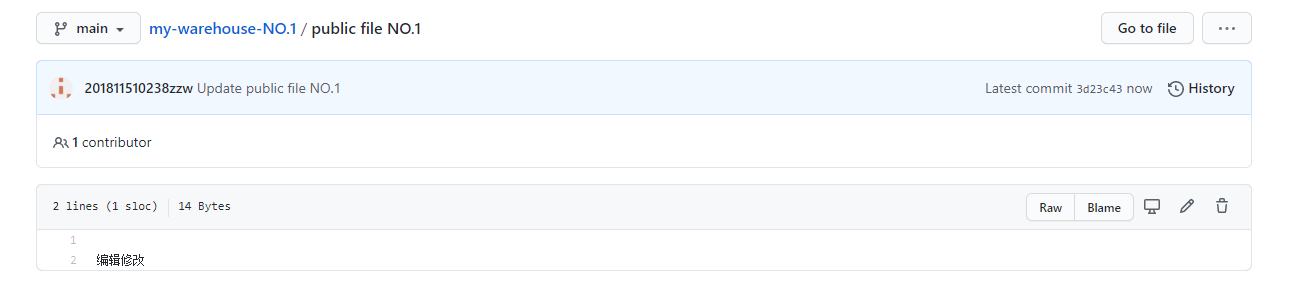 main my-warehouse-NO.1 / public file NO.1 Go to file ...
201811510238zzw Update public file NO.1 Latest commit 3d23c43 now History
1 contributor
2 lines (1 sloc) 14 Bytes Raw Blame
1
2 编辑修改